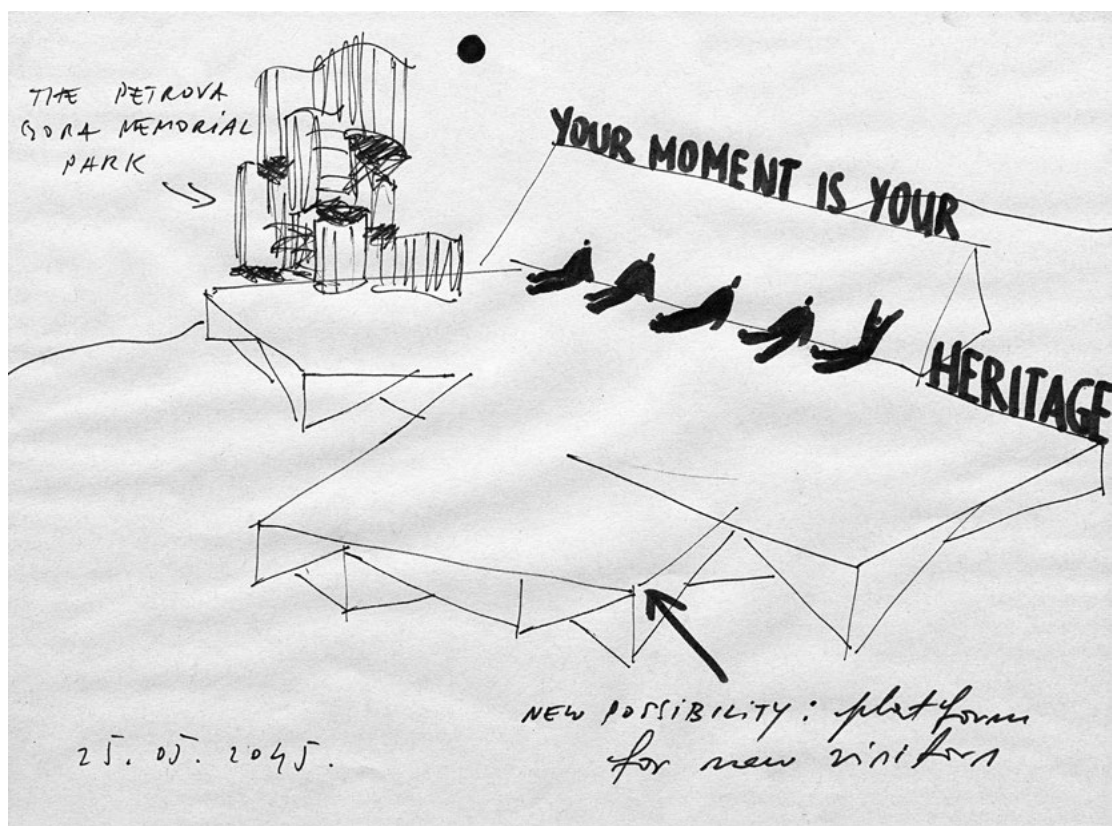 THE PETROVA
GORA MEMORIAL
PARK
YOUR MOMENT IS YOUR
HERITAGE
NEW POSSIBILITY: platform
for new visitors
25. 05. 2045.